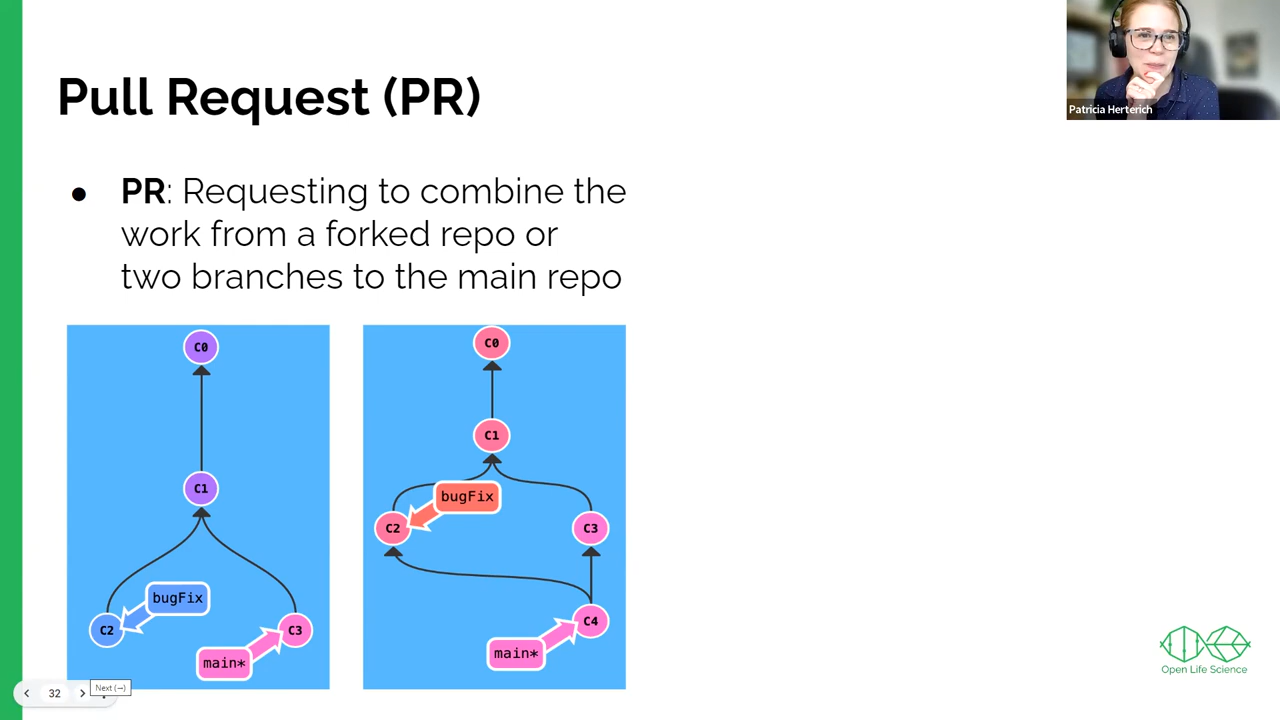 Pull Request (PR)
Patricia Herterich
● PR: Requesting to combine the
work from a forked repo or
two branches to the main repo
C0
C1
bugFix
C2
C3
main*
C0
C1
bugFix
C2
C3
C4
main*
Open Life Science
32
Next (→)